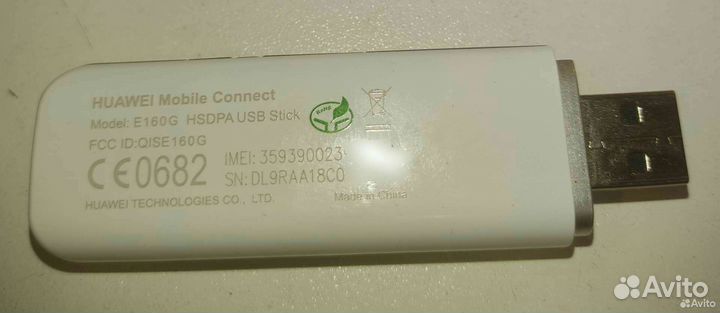 HUAWEI Mobile Connect
Model: E160G HSDPA USB Stick
FCC ID:QISE160G
CE0682
IMEI: 359390023
SN: DL9RAA18C0
HUAWEI TECHNOLOGIES CO., LTD.
Made in China
Avito